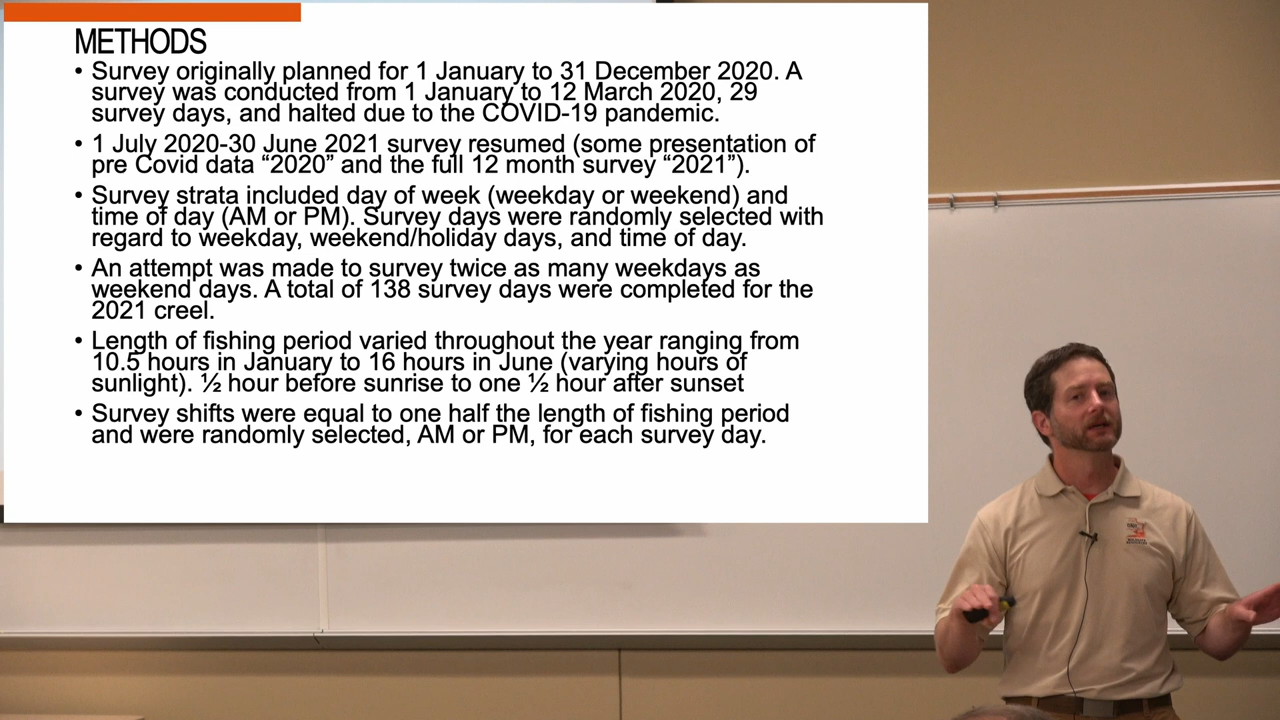 METHODS
• Survey originally planned for 1 January to 31 December 2020. A
survey was conducted from 1 January to 12 March 2020, 29
survey days, and halted due to the COVID-19 pandemic.
• 1 July 2020-30 June 2021 survey resumed (some presentation of
pre Covid data “2020” and the full 12 month survey “2021”).
• Survey strata included day of week (weekday or weekend) and
time of day (AM or PM). Survey days were randomly selected with
regard to weekday, weekend/holiday days, and time of day.
• An attempt was made to survey twice as many weekdays as
weekend days. A total of 138 survey days were completed for the
2021 creel.
• Length of fishing period varied throughout the year ranging from
10.5 hours in January to 16 hours in June (varying hours of
sunlight). ½ hour before sunrise to one ½ hour after sunset
• Survey shifts were equal to one half the length of fishing period
and were randomly selected, AM or PM, for each survey day.